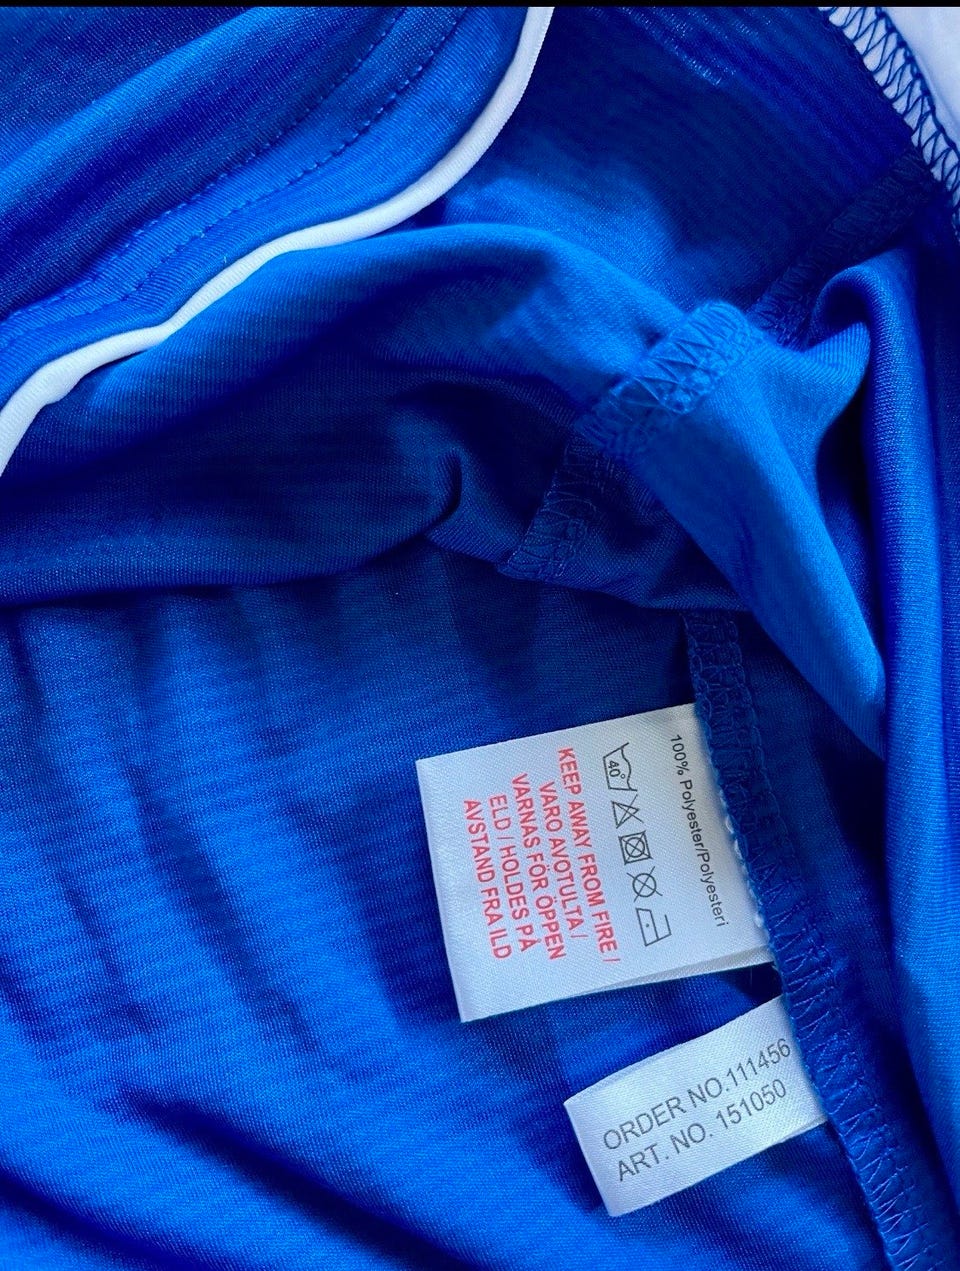 100% Polyester/Polyesteri
40°
KEEP AWAY FROM FIRE /
VARO AVOTULTA /
VARNAS FÖR ÖPPEN
ELD / HOLDES PÅ
AVSTAND FRA ILD
ORDER NO.111456
ART. NO. 151050